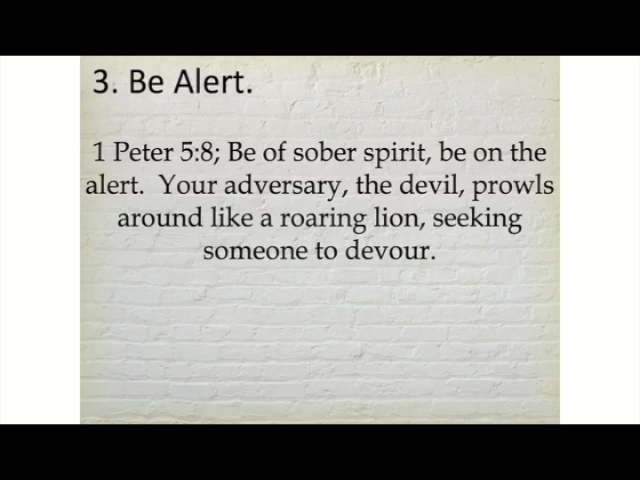 3. Be Alert.
1 Peter 5:8; Be of sober spirit, be on the
alert.  Your adversary, the devil, prowls
around like a roaring lion, seeking
someone to devour.